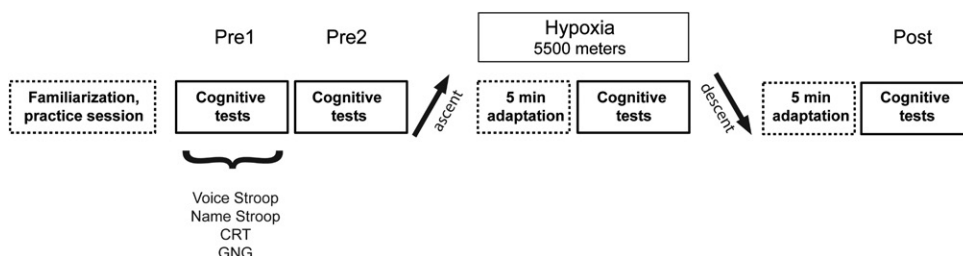 Pre1
Pre2
Hypoxia
5500 meters
Post
Familiarization,
practice session
Cognitive
tests
Cognitive
tests
ascent
5 min
adaptation
Cognitive
tests
descent
5 min
adaptation
Cognitive
tests
Voice Stroop
Name Stroop
CRT
GNG